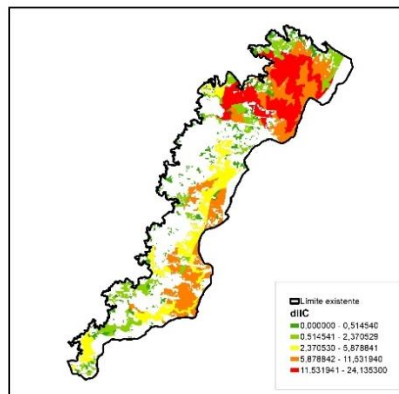 Límite existente
dIIC
0,000000 - 0,514540
0,514541 - 2,370529
2,370530 - 5,878841
5,878842 - 11,531940
11,531941 - 24,135300